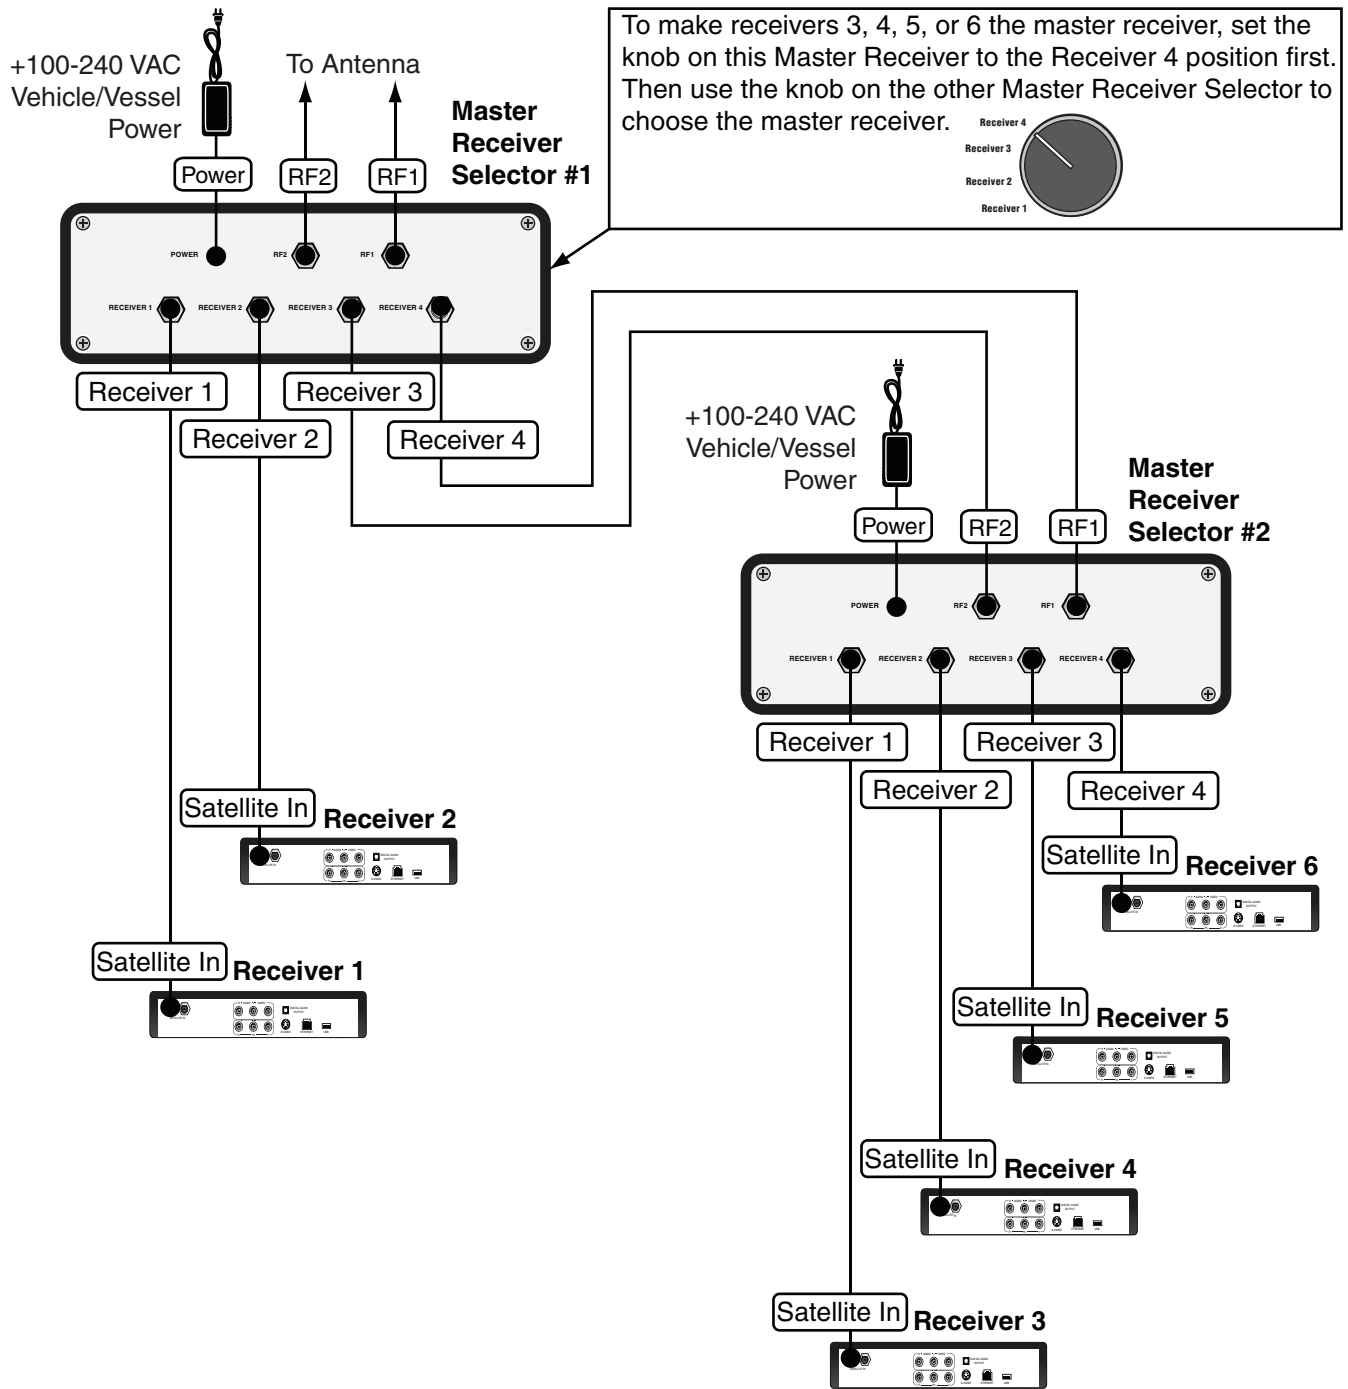 To make receivers 3, 4, 5, or 6 the master receiver, set the
knob on this Master Receiver to the Receiver 4 position first.
Then use the knob on the other Master Receiver Selector to
choose the master receiver.
Receiver 4
Receiver 3
Receiver 2
Receiver 1
+100-240 VAC
Vehicle/Vessel
Power
To Antenna
Master
Receiver
Selector #1
Power
RF2
RF1
POWER
RF2
RF1
RECEIVER 1
RECEIVER 2
RECEIVER 3
RECEIVER 4
Receiver 1
Receiver 3
Receiver 2
Receiver 4
+100-240 VAC
Vehicle/Vessel
Power
Master
Receiver
Selector #2
Power
RF2
RF1
POWER
RF2
RF1
RECEIVER 1
RECEIVER 2
RECEIVER 3
RECEIVER 4
Receiver 1
Receiver 3
Receiver 2
Receiver 4
Satellite In
Receiver 2
Satellite In
Receiver 6
Satellite In
Receiver 1
Satellite In
Receiver 5
Satellite In
Receiver 4
Satellite In
Receiver 3